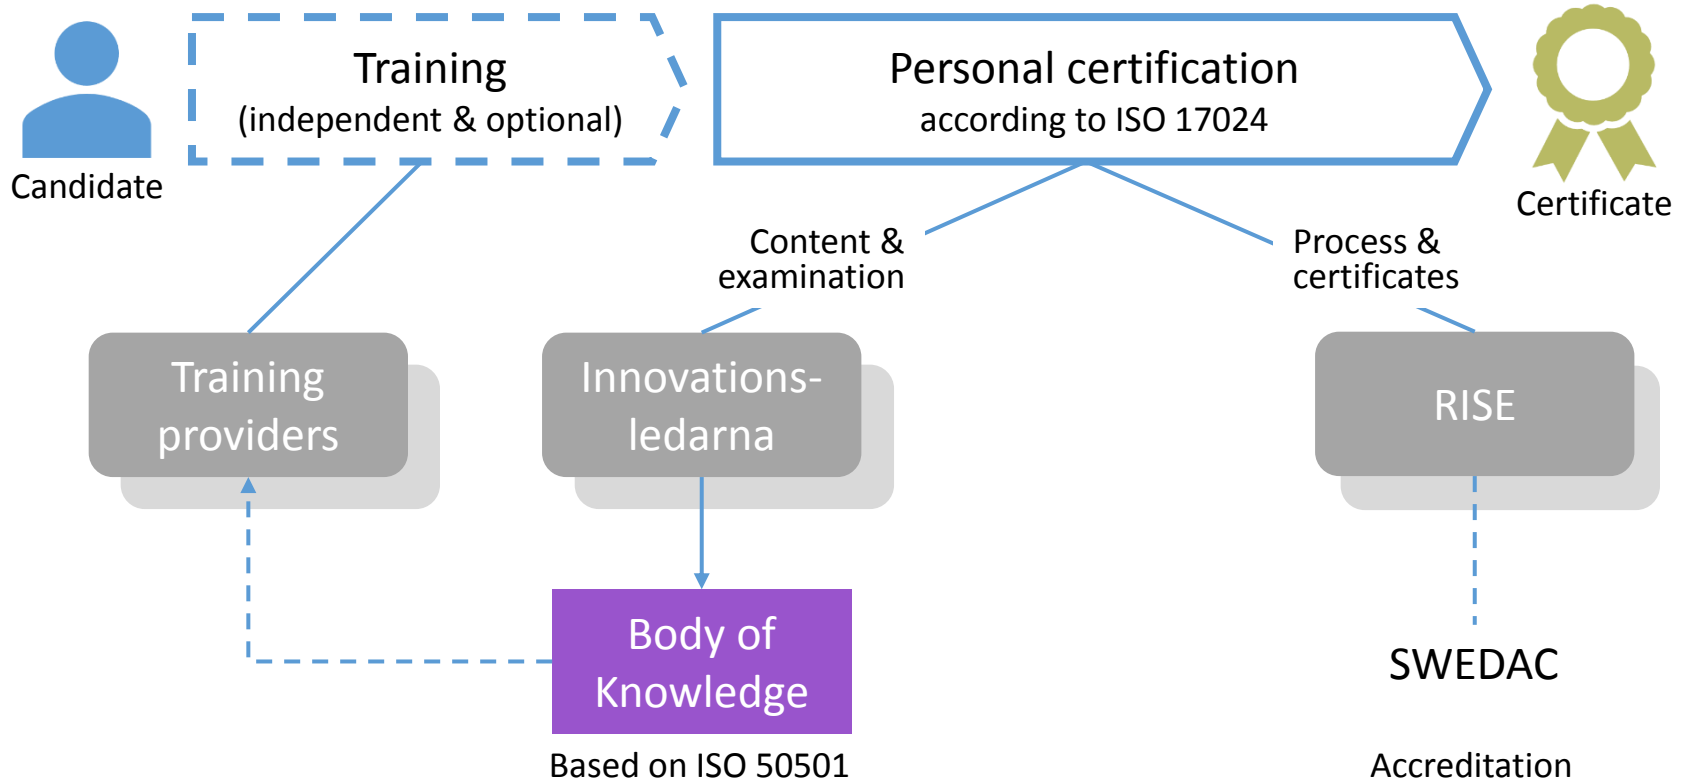 Training
(independent & optional)
Personal certification
according to ISO 17024
Candidate
Certificate
Content &
examination
Process &
certificates
Training
providers
Innovations-
ledarna
RISE
Body of
Knowledge
SWEDAC
Based on ISO 50501
Accreditation